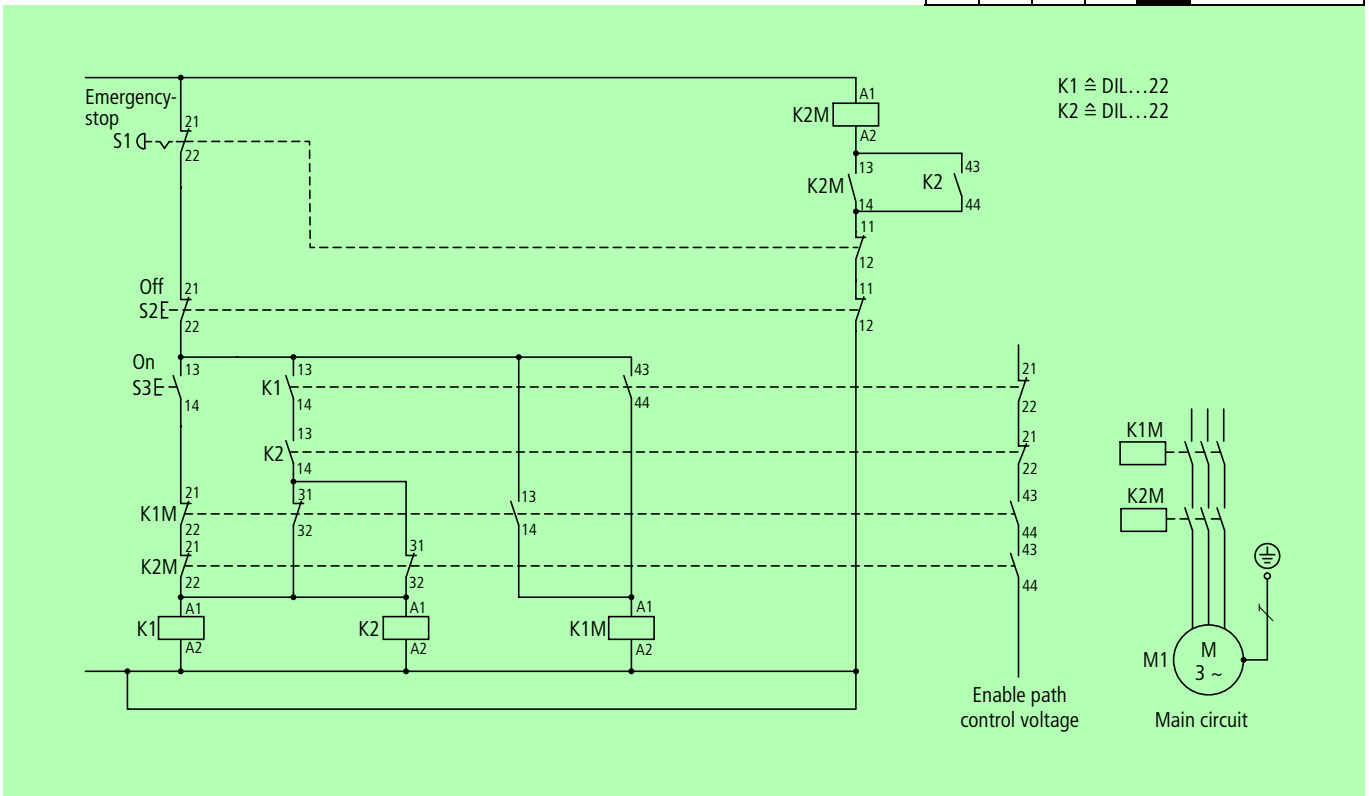 K1 ≙ DIL…22
K2 ≙ DIL…22
Emergency-
stop
S1
21
22
K2M
A1
A2
K2M
13
14
K2
43
44
11
12
Off
S2
21
22
11
12
On
S3
13
14
K1
13
14
43
44
21
22
K2
13
14
21
22
K1M
21
22
31
32
13
14
43
44
K2M
21
22
31
32
43
44
K1
A1
A2
K2
A1
A2
K1M
A1
A2
Enable path
control voltage
K1M
K2M
M1
M
3 ~
Main circuit